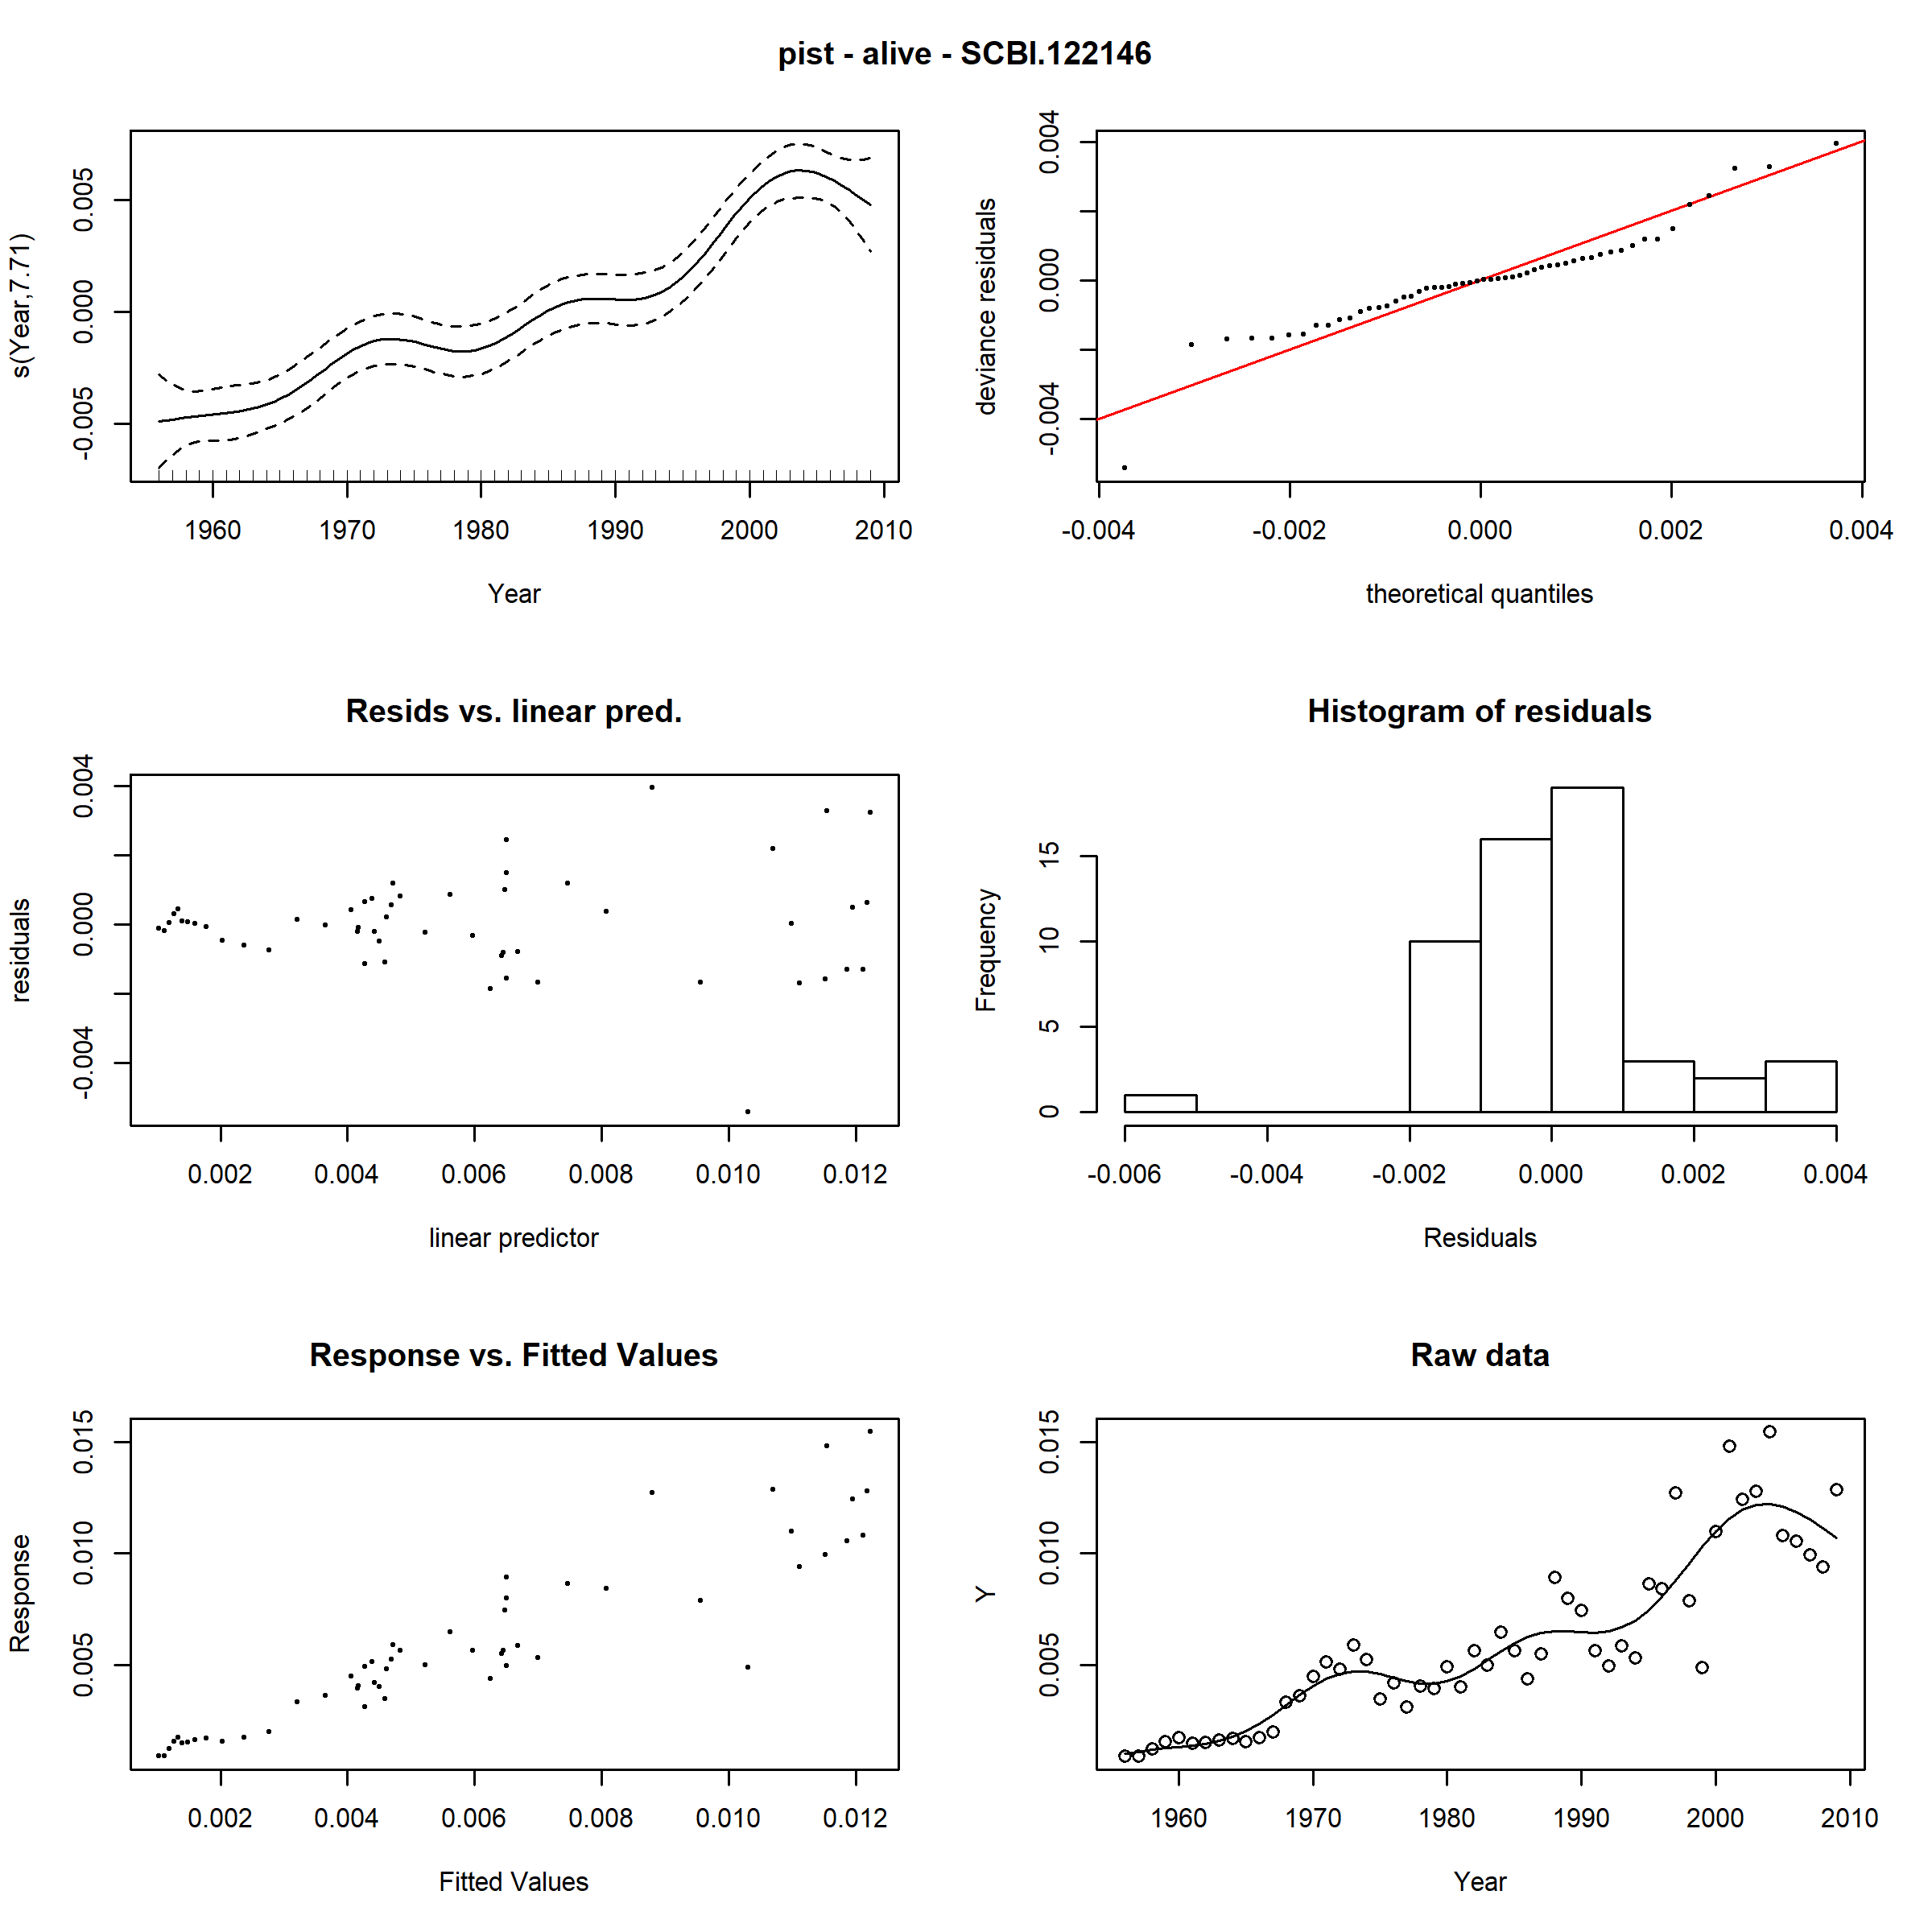 pist - alive - SCBI.122146
s(Year,7.71)
0.005
0.000
-0.005
1960 1970 1980 1990 2000 2010
Year
deviance residuals
0.004
0.000
-0.004
-0.004 -0.002 0.000 0.002 0.004
theoretical quantiles
Resids vs. linear pred.
residuals
0.004
0.000
-0.004
0.002 0.004 0.006 0.008 0.010 0.012
linear predictor
Histogram of residuals
Frequency
15
10
5
0
-0.006 -0.004 -0.002 0.000 0.002 0.004
Residuals
Response vs. Fitted Values
Response
0.015
0.010
0.005
0.002 0.004 0.006 0.008 0.010 0.012
Fitted Values
Raw data
Y
0.015
0.010
0.005
1960 1970 1980 1990 2000 2010
Year